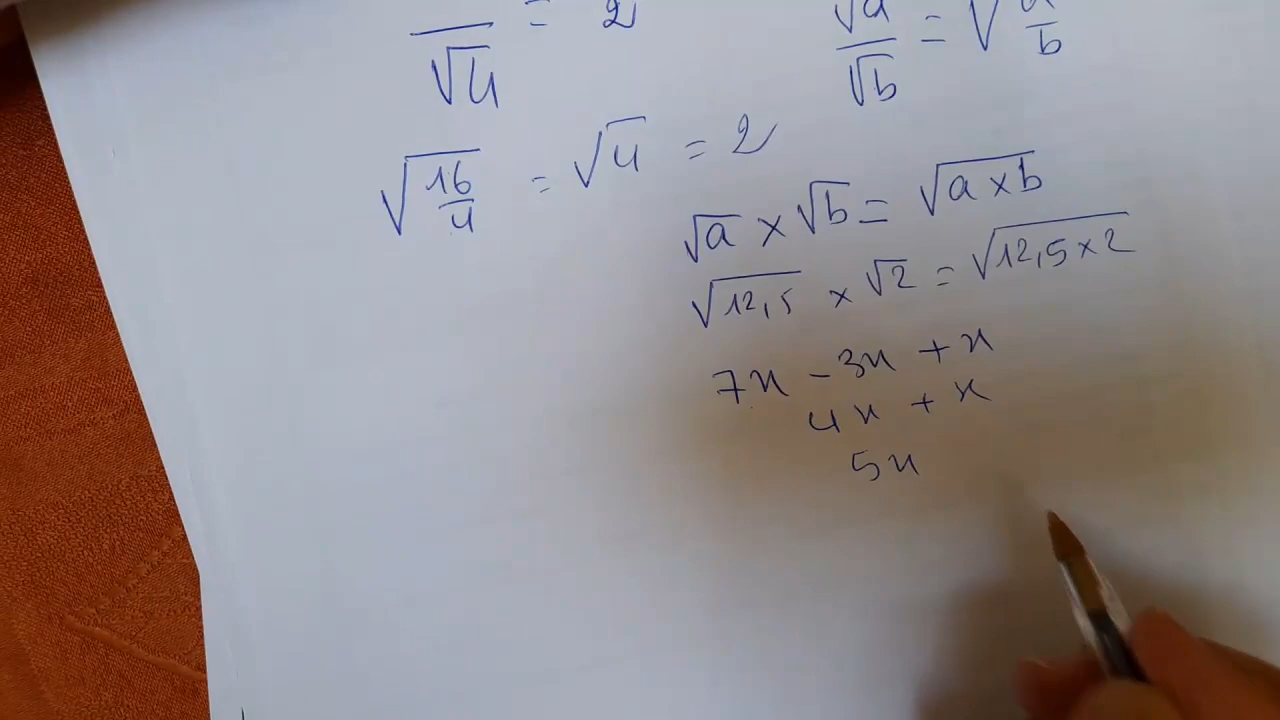 /√4 = 2
√a/√b = √a/b
√16/4 = √4 = 2
√a × √b = √a×b
√12,5 × √2 = √12,5×2
7x - 3x + x
4x + x
5x